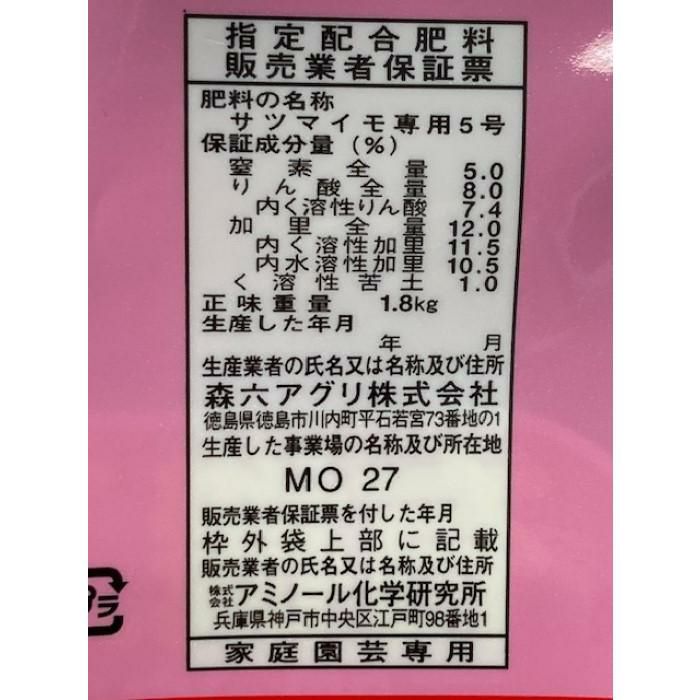 指定配合肥料
販売業者保証票
肥料の名称
サツマイモ専用5号
保証成分量(%)
窒素全量 5.0
りん酸全量 8.0
内く溶性りん酸 7.4
加里全量 12.0
内く溶性加里 11.5
内水溶性加里 10.5
く溶性苦土 1.0
正味重量 1.8kg
生産した年月
年 月
生産業者の氏名又は名称及び住所
森六アグリ株式会社
徳島県徳島市川内町平石若宮73番地の1
生産した事業場の名称及び所在地
MO 27
販売業者保証票を付した年月
枠外袋上部に記載
販売業者の氏名又は名称及び住所
株式会社アミノール化学研究所
兵庫県神戸市中央区江戸町98番地1
家庭園芸専用
プラ